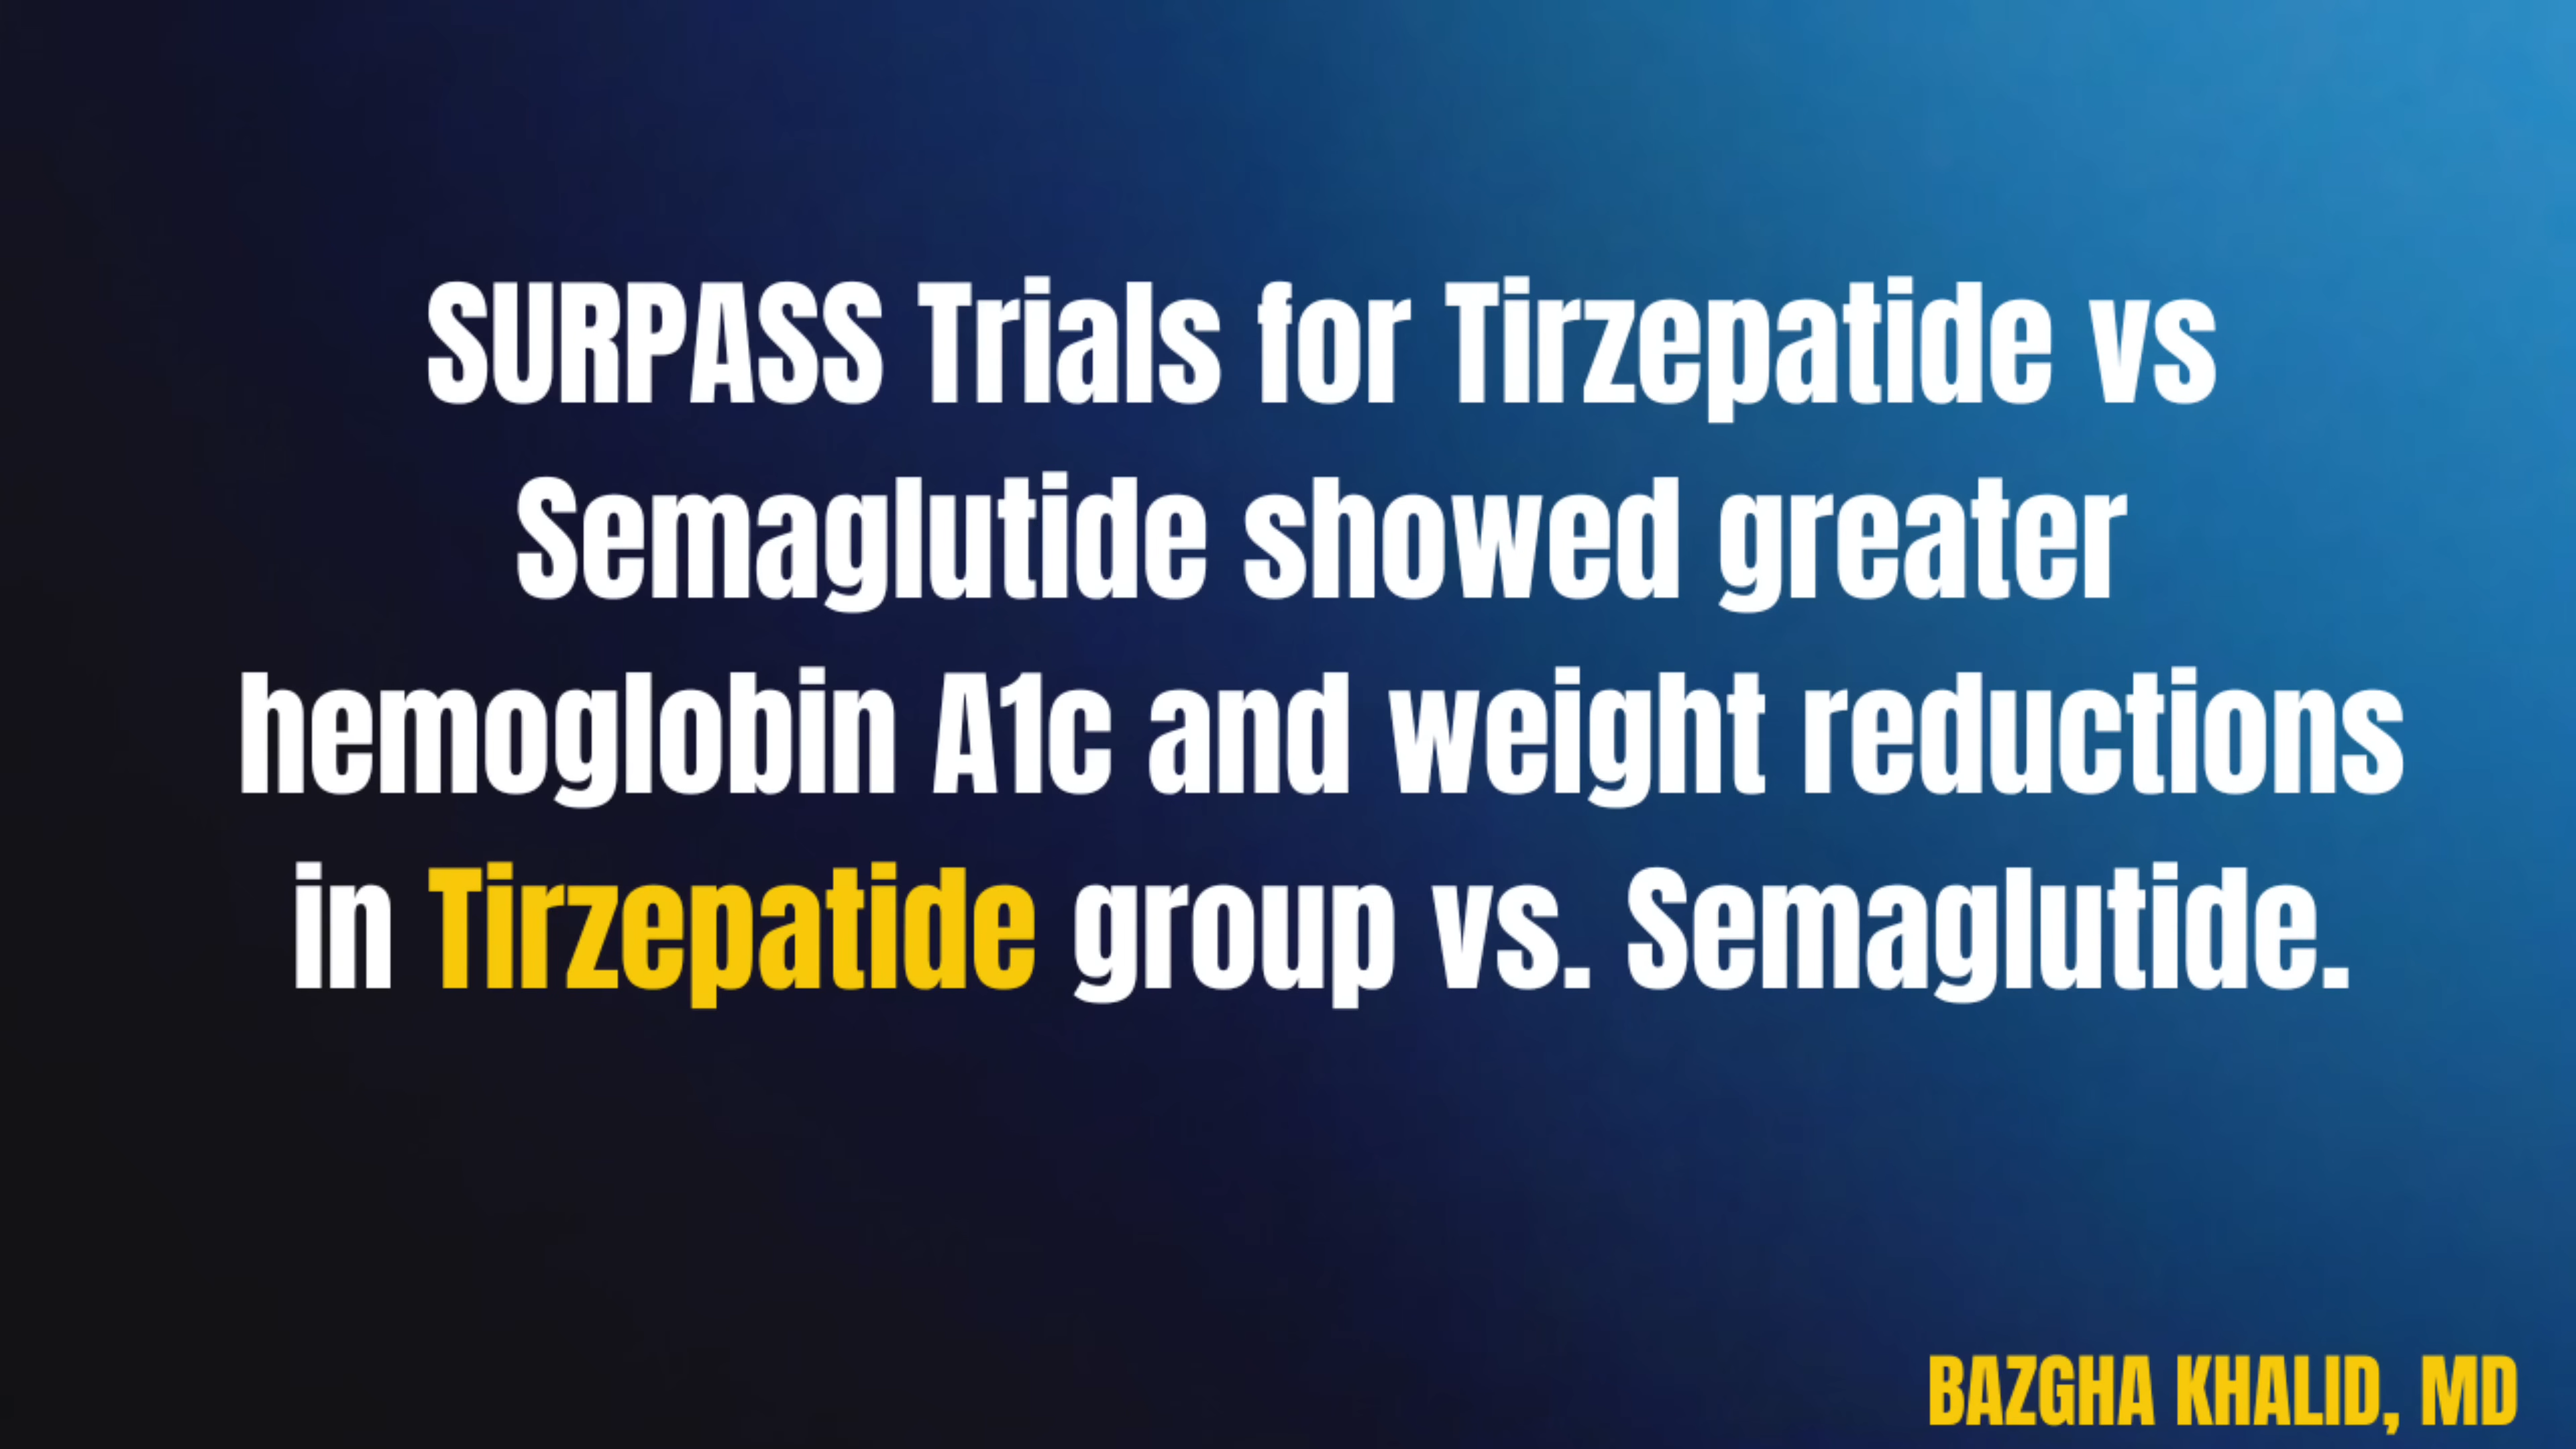 SURPASS Trials for Tirzepatide vs
Semaglutide showed greater
hemoglobin A1c and weight reductions
in Tirzepatide group vs. Semaglutide.
BAZGHA KHALID, MD